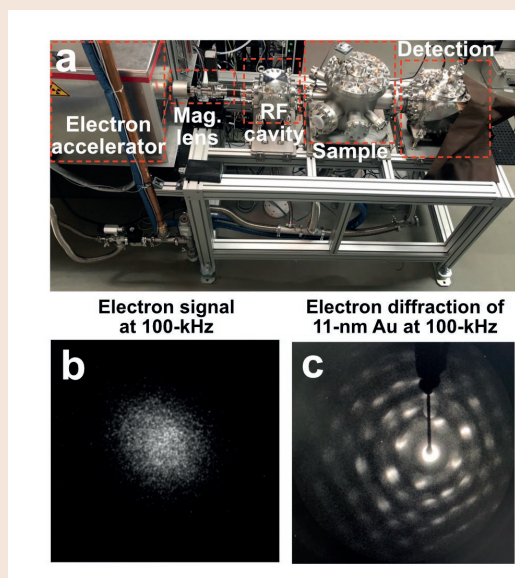 a
Detection
Electron
accelerator
Mag.
lens
RF
cavity
Sample
Electron signal
at 100-kHz
Electron diffraction of
11-nm Au at 100-kHz
b
c